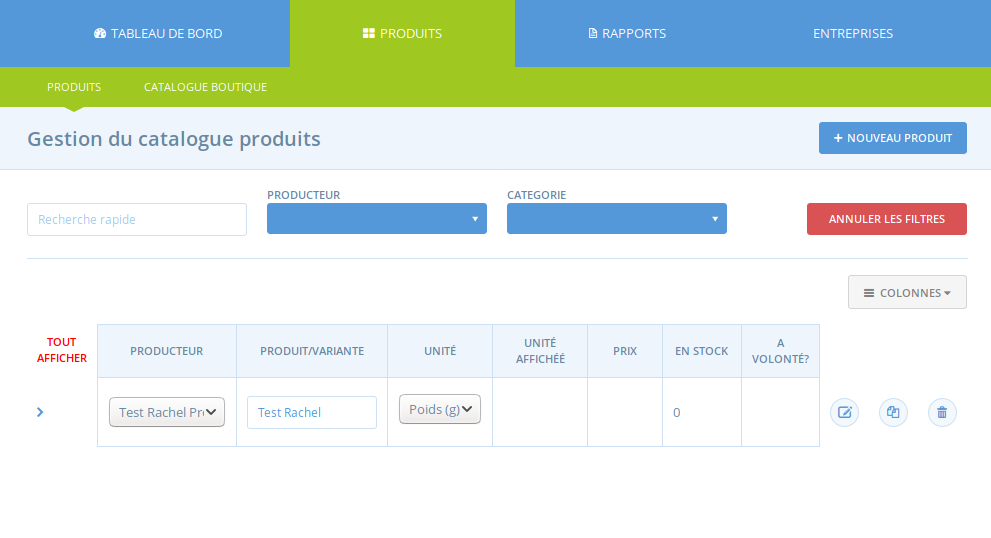 TABLEAU DE BORD PRODUITS RAPPORTS ENTREPRISES
PRODUITS CATALOGUE BOUTIQUE
Gestion du catalogue produits
NOUVEAU PRODUIT
PRODUCTEUR CATEGORIE
Recherche rapide
ANNULER LES FILTRES
COLONNES
TOUT
AFFICHER
PRODUCTEUR PRODUIT/VARIANTE UNITÉ
UNITÉ
AFFICHÉE
PRIX EN STOCK
A
VOLONTÉ?
Test Rachel Pr Test Rachel Poids (g) 0